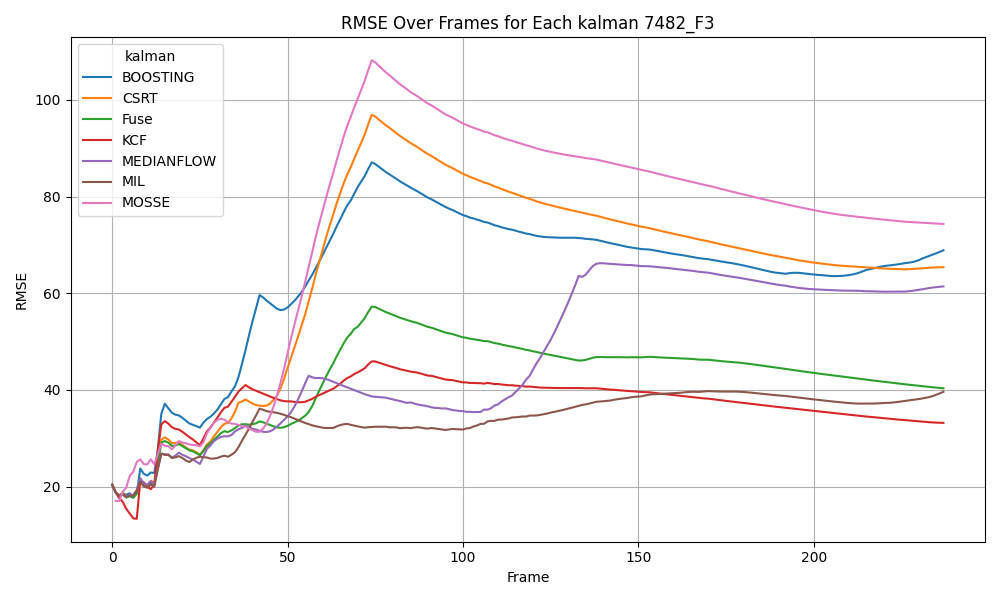 RMSE Over Frames for Each kalman 7482_F3
kalman
BOOSTING
CSRT
Fuse
KCF
MEDIANFLOW
MIL
MOSSE
RMSE
100
80
60
40
20
0
50
100
150
200
Frame